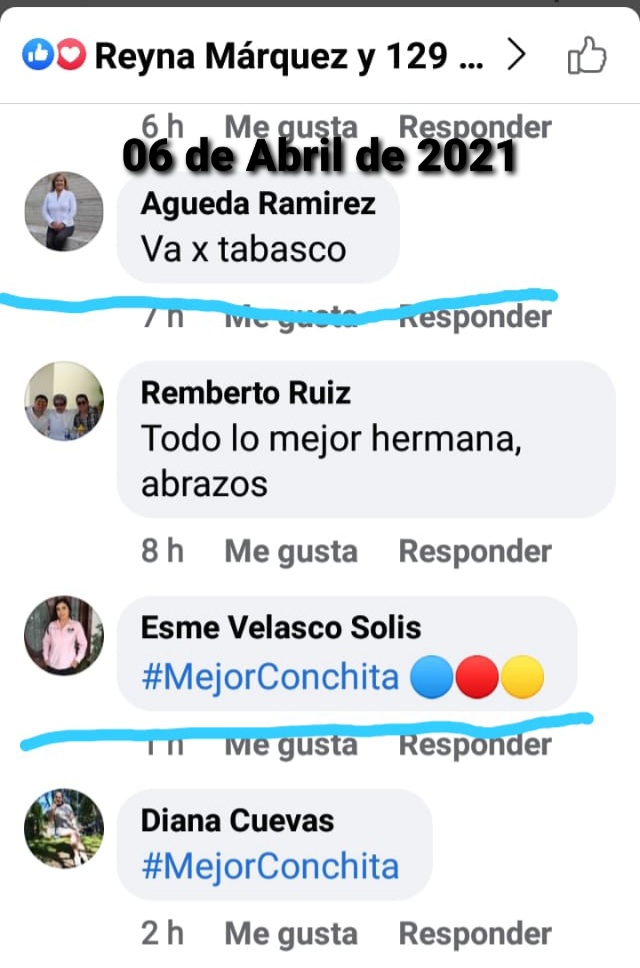 Reyna Márquez y 129 ...
6 h Me gusta Responder
06 de Abril de 2021
Agueda Ramirez
Va x tabasco
7 h Me gusta Responder
Remberto Ruiz
Todo lo mejor hermana,
abrazos
8 h Me gusta Responder
Esme Velasco Solis
#MejorConchita 🔵🔴🟡
1 h Me gusta Responder
Diana Cuevas
#MejorConchita
2 h Me gusta Responder